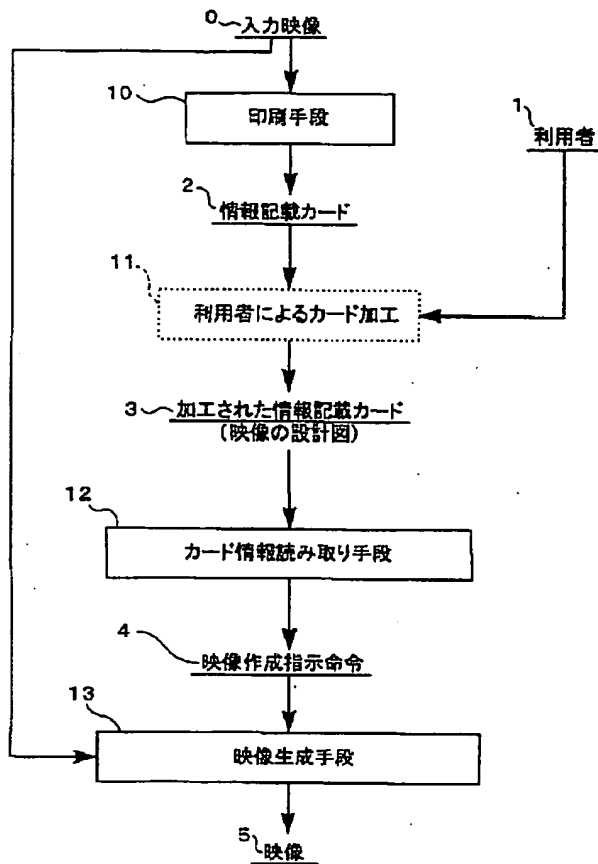 0 入力映像
10
印刷手段
1 利用者
2 情報記載カード
11
利用者によるカード加工
3 加工された情報記載カード
(映像の設計図)
12
カード情報読み取り手段
4 映像作成指示命令
13
映像生成手段
5 映像